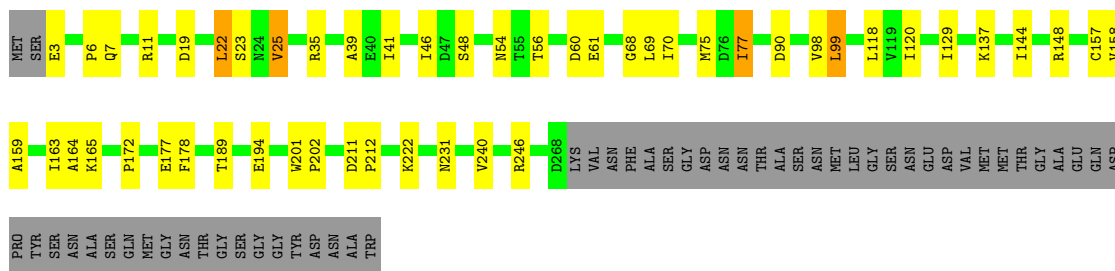 MET SER E3 P6 Q7 R11 D19 L22 S23 N24 V25 R35 A39 E40 I41 I46 D47 S48 N54 T55 T56 D60 E61 G68 L69 I70 M75 D76 I77 D90 V98 L99 L118 V119 I120 I129 K137 I144 R148 C157 V158
A159 I163 A164 K165 P172 E177 F178 T189 E194 W201 P202 D211 P212 K222 N231 V240 R246 D268 LYS VAL ASN PHE ALA SER GLY ASP ASN ASN THR ALA SER ASN MET LEU GLY SER ASN GLU ASP VAL MET MET THR GLY ALA GLU GLN ASP
PRO TYR SER ASN ALA SER GLN MET GLY ASN THR GLY SER GLY GLY TYR ASP ASN ALA TRP